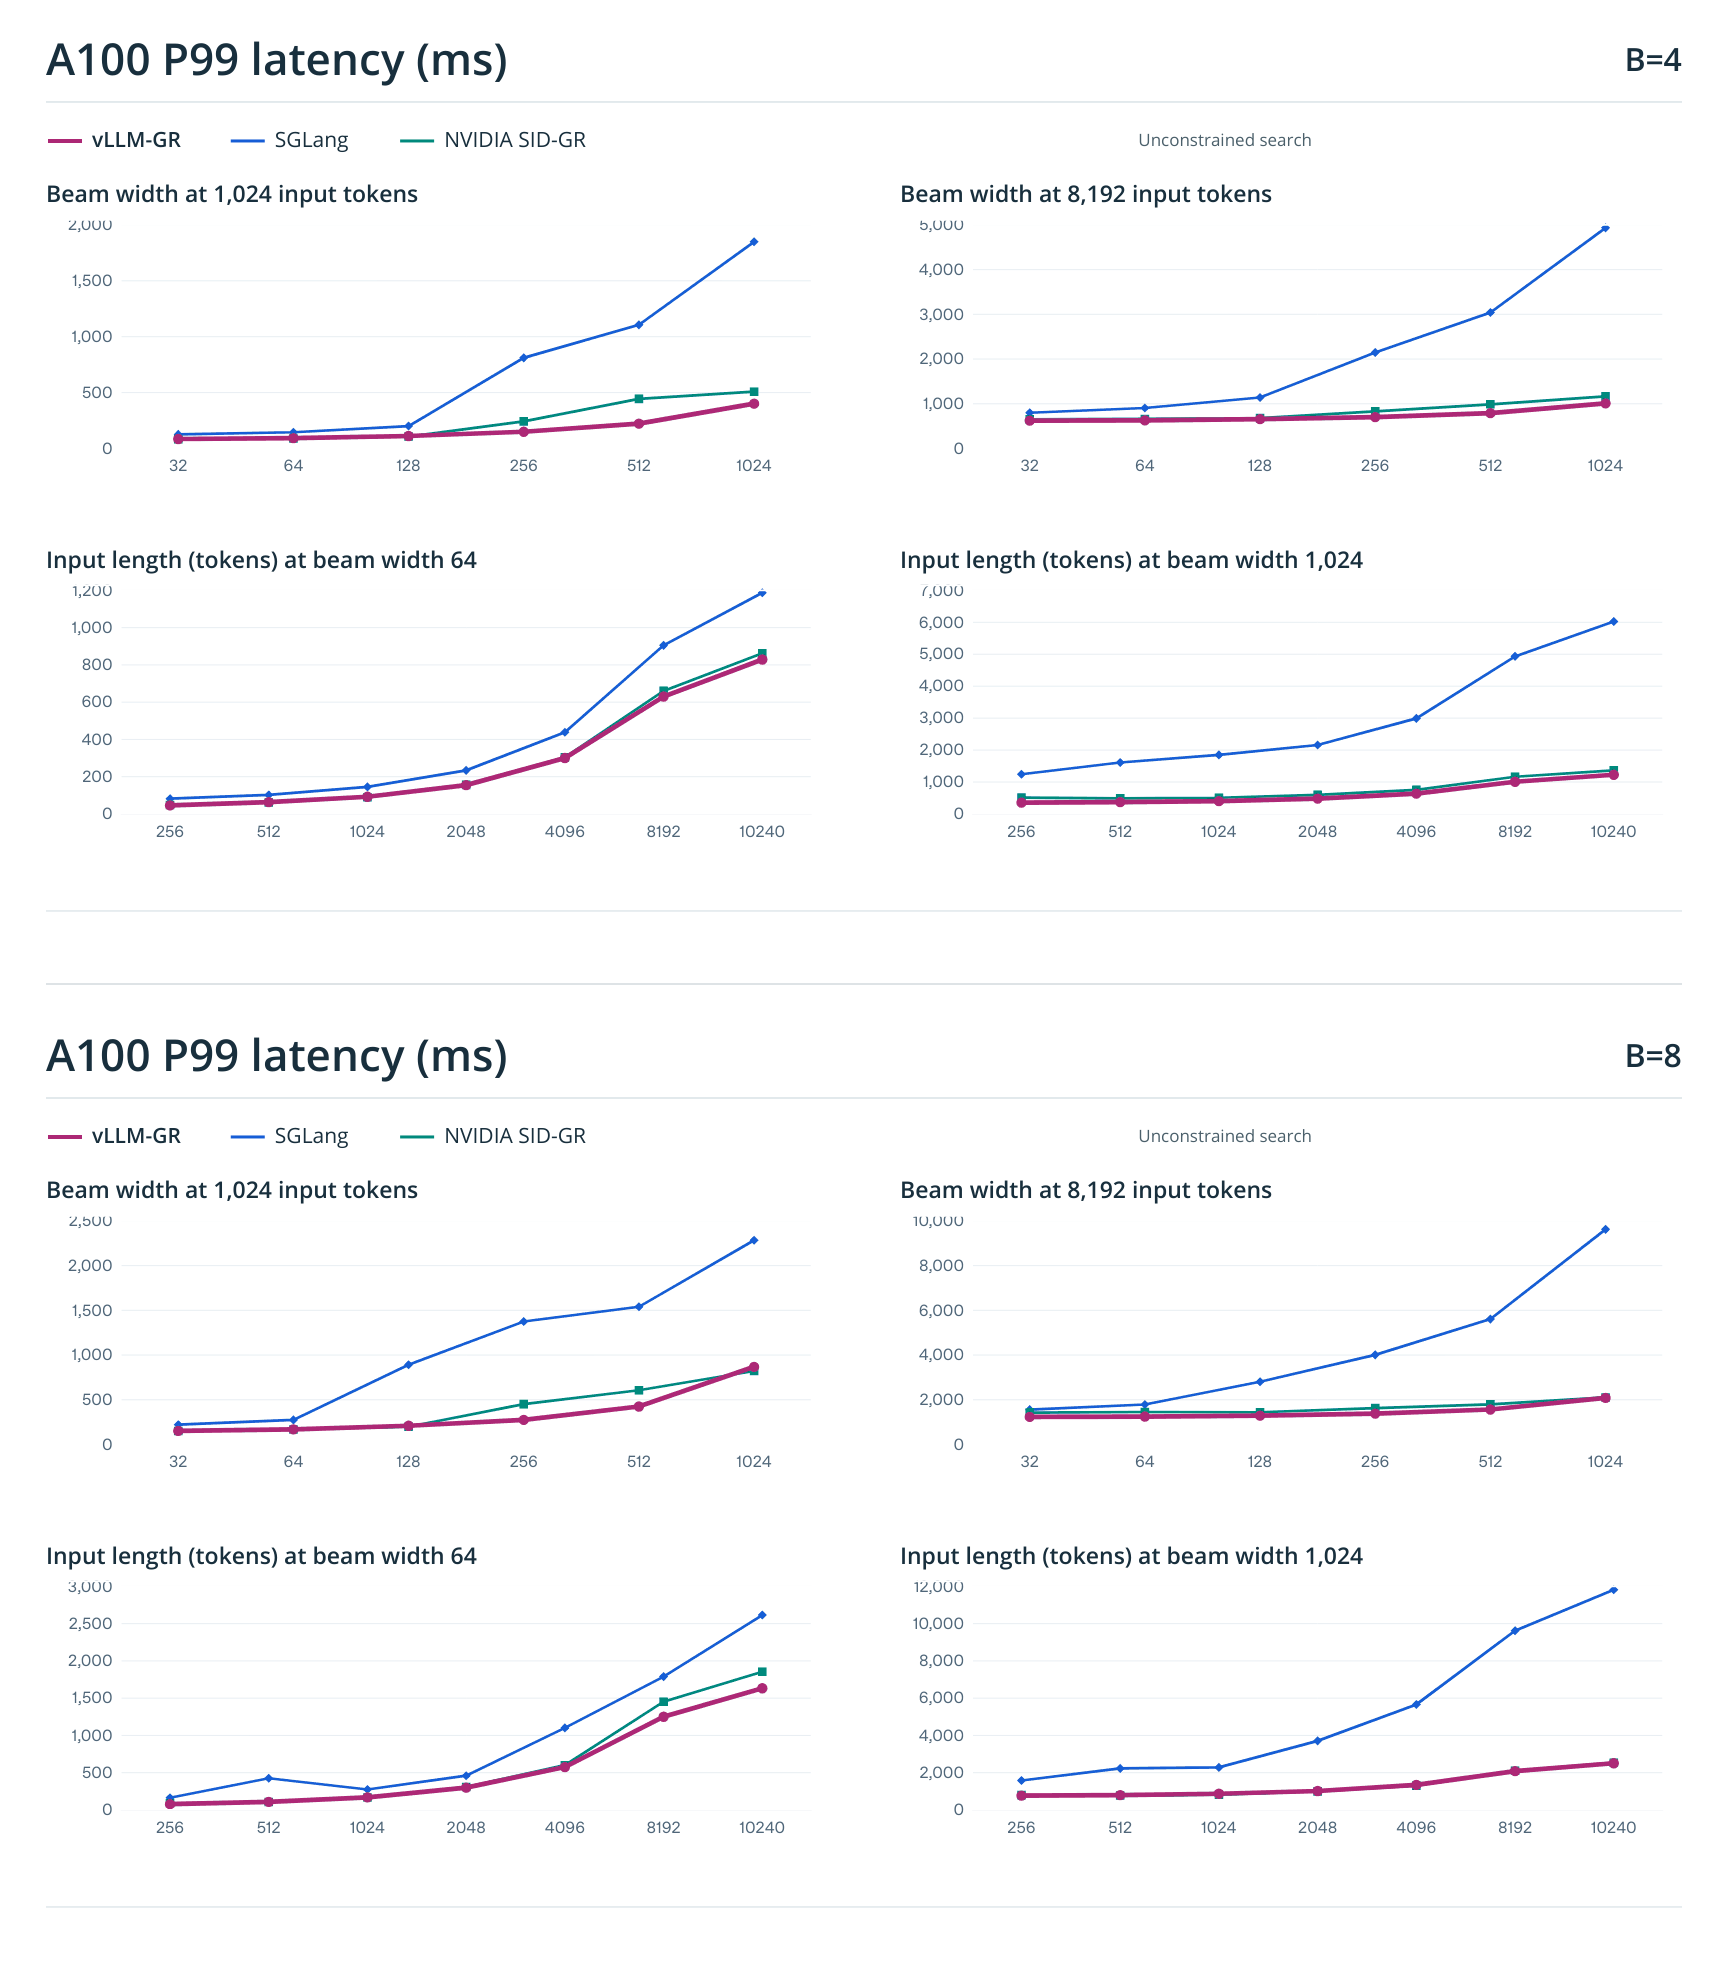 A100 P99 latency (ms) B=4
vLLM-GR SGLang NVIDIA SID-GR Unconstrained search
Beam width at 1,024 input tokens
2,000
1,500
1,000
500
0
32 64 128 256 512 1024
Beam width at 8,192 input tokens
5,000
4,000
3,000
2,000
1,000
0
32 64 128 256 512 1024
Input length (tokens) at beam width 64
1,200
1,000
800
600
400
200
0
256 512 1024 2048 4096 8192 10240
Input length (tokens) at beam width 1,024
7,000
6,000
5,000
4,000
3,000
2,000
1,000
0
256 512 1024 2048 4096 8192 10240
A100 P99 latency (ms) B=8
vLLM-GR SGLang NVIDIA SID-GR Unconstrained search
Beam width at 1,024 input tokens
2,500
2,000
1,500
1,000
500
0
32 64 128 256 512 1024
Beam width at 8,192 input tokens
10,000
8,000
6,000
4,000
2,000
0
32 64 128 256 512 1024
Input length (tokens) at beam width 64
3,000
2,500
2,000
1,500
1,000
500
0
256 512 1024 2048 4096 8192 10240
Input length (tokens) at beam width 1,024
12,000
10,000
8,000
6,000
4,000
2,000
0
256 512 1024 2048 4096 8192 10240